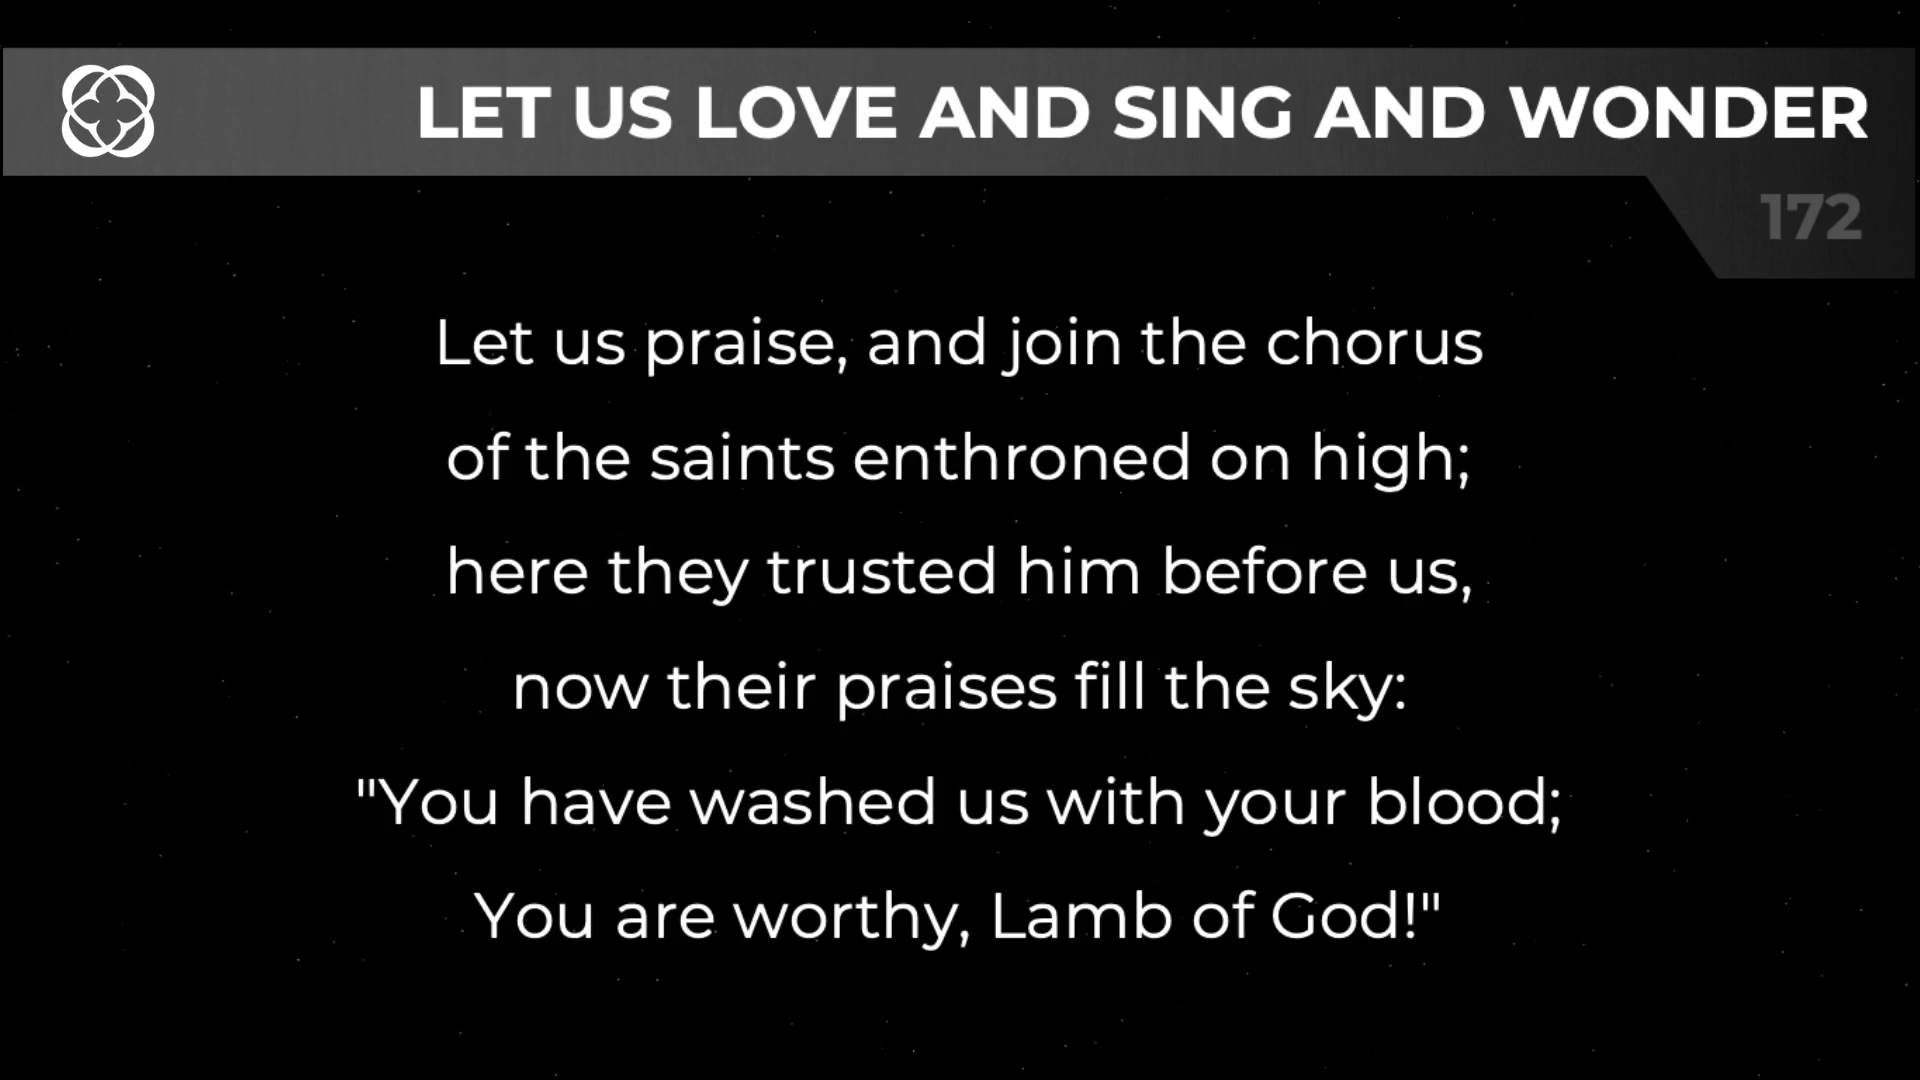 LET US LOVE AND SING AND WONDER
172
Let us praise, and join the chorus
of the saints enthroned on high;
here they trusted him before us,
now their praises fill the sky:
"You have washed us with your blood;
You are worthy, Lamb of God!"